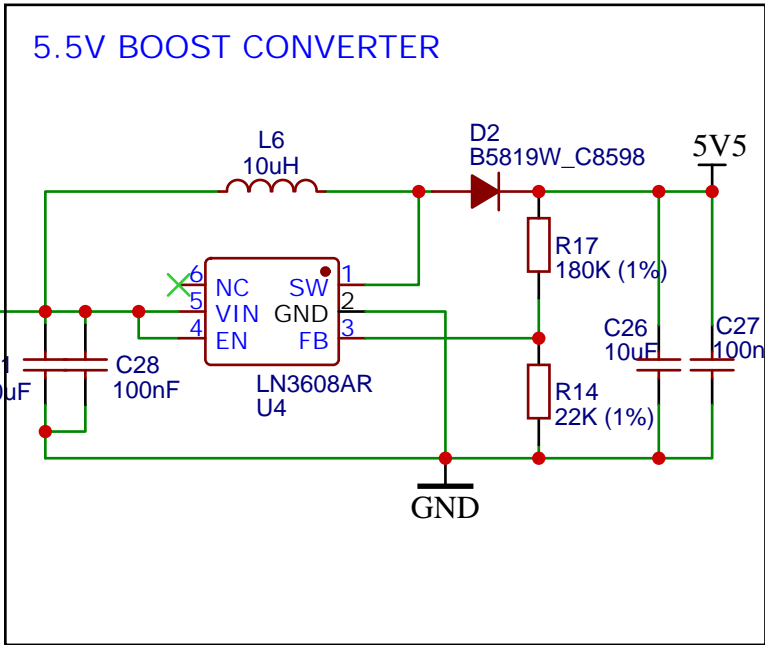 5.5V BOOST CONVERTER
L6
10uH
D2
B5819W_C8598
5V5
R17
180K (1%)
6
NC
SW
1
5
VIN
GND
2
4
EN
FB
3
LN3608AR
U4
C28
100nF
C26
10uF
C27
100n
R14
22K (1%)
GND